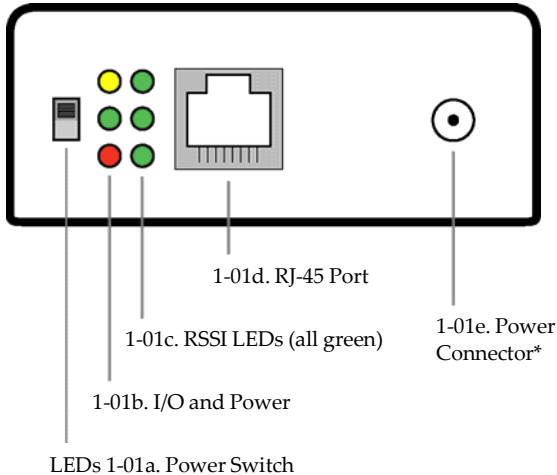 1-01d. RJ-45 Port
1-01c. RSSI LEDs (all green)
1-01e. Power
Connector*
1-01b. I/O and Power
LEDs 1-01a. Power Switch